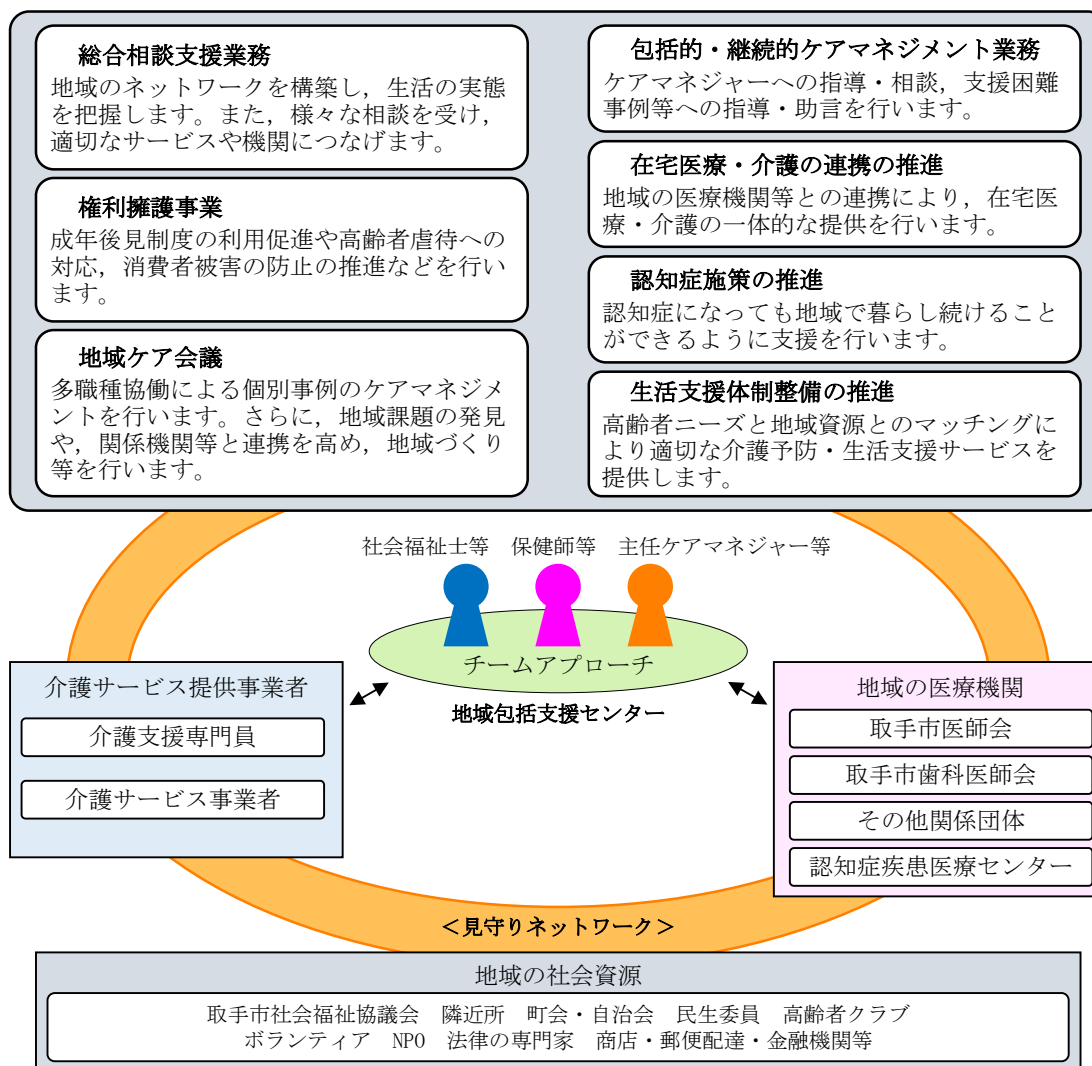 総合相談支援業務
地域のネットワークを構築し，生活の実態
を把握します。また，様々な相談を受け，
適切なサービスや機関につなげます。
権利擁護事業
成年後見制度の利用促進や高齢者虐待への
対応，消費者被害の防止の推進などを行い
ます。
地域ケア会議
多職種協働による個別事例のケアマネジメ
ントを行います。さらに，地域課題の発見
や，関係機関等と連携を高め，地域づくり
等を行います。
包括的・継続的ケアマネジメント業務
ケアマネジャーへの指導・相談，支援困難
事例等への指導・助言を行います。
在宅医療・介護の連携の推進
地域の医療機関等との連携により，在宅医
療・介護の一体的な提供を行います。
認知症施策の推進
認知症になっても地域で暮らし続けること
ができるように支援を行います。
生活支援体制整備の推進
高齢者ニーズと地域資源とのマッチングに
より適切な介護予防・生活支援サービスを
提供します。
社会福祉士等　保健師等　主任ケアマネジャー等
チームアプローチ
地域包括支援センター
介護サービス提供事業者
介護支援専門員
介護サービス事業者
地域の医療機関
取手市医師会
取手市歯科医師会
その他関係団体
認知症疾患医療センター
＜見守りネットワーク＞
地域の社会資源
取手市社会福祉協議会　隣近所　町会・自治会　民生委員　高齢者クラブ
ボランティア　NPO　法律の専門家　商店・郵便配達・金融機関等